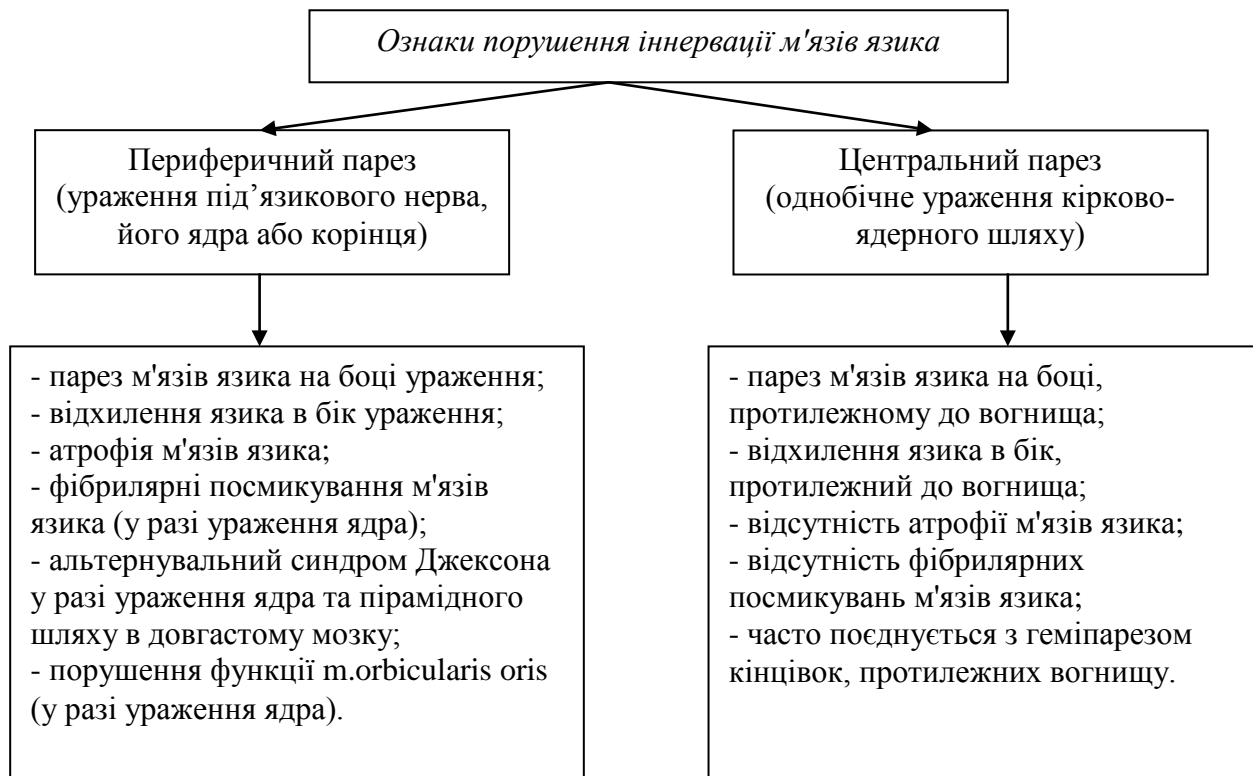 Ознаки порушення іннервації м'язів язика
Периферичний парез
(ураження під’язикового нерва,
його ядра або корінця)
Центральний парез
(однобічне ураження кірково-
ядерного шляху)
- парез м'язів язика на боці ураження;
- відхилення язика в бік ураження;
- атрофія м'язів язика;
- фібрилярні посмикування м'язів
язика (у разі ураження ядра);
- альтернувальний синдром Джексона
у разі ураження ядра та пірамідного
шляху в довгастому мозку;
- порушення функції m.orbicularis oris
(у разі ураження ядра).
- парез м'язів язика на боці,
протилежному до вогнища;
- відхилення язика в бік,
протилежний до вогнища;
- відсутність атрофії м'язів язика;
- відсутність фібрилярних
посмикувань м'язів язика;
- часто поєднується з геміпарезом
кінцівок, протилежних вогнищу.